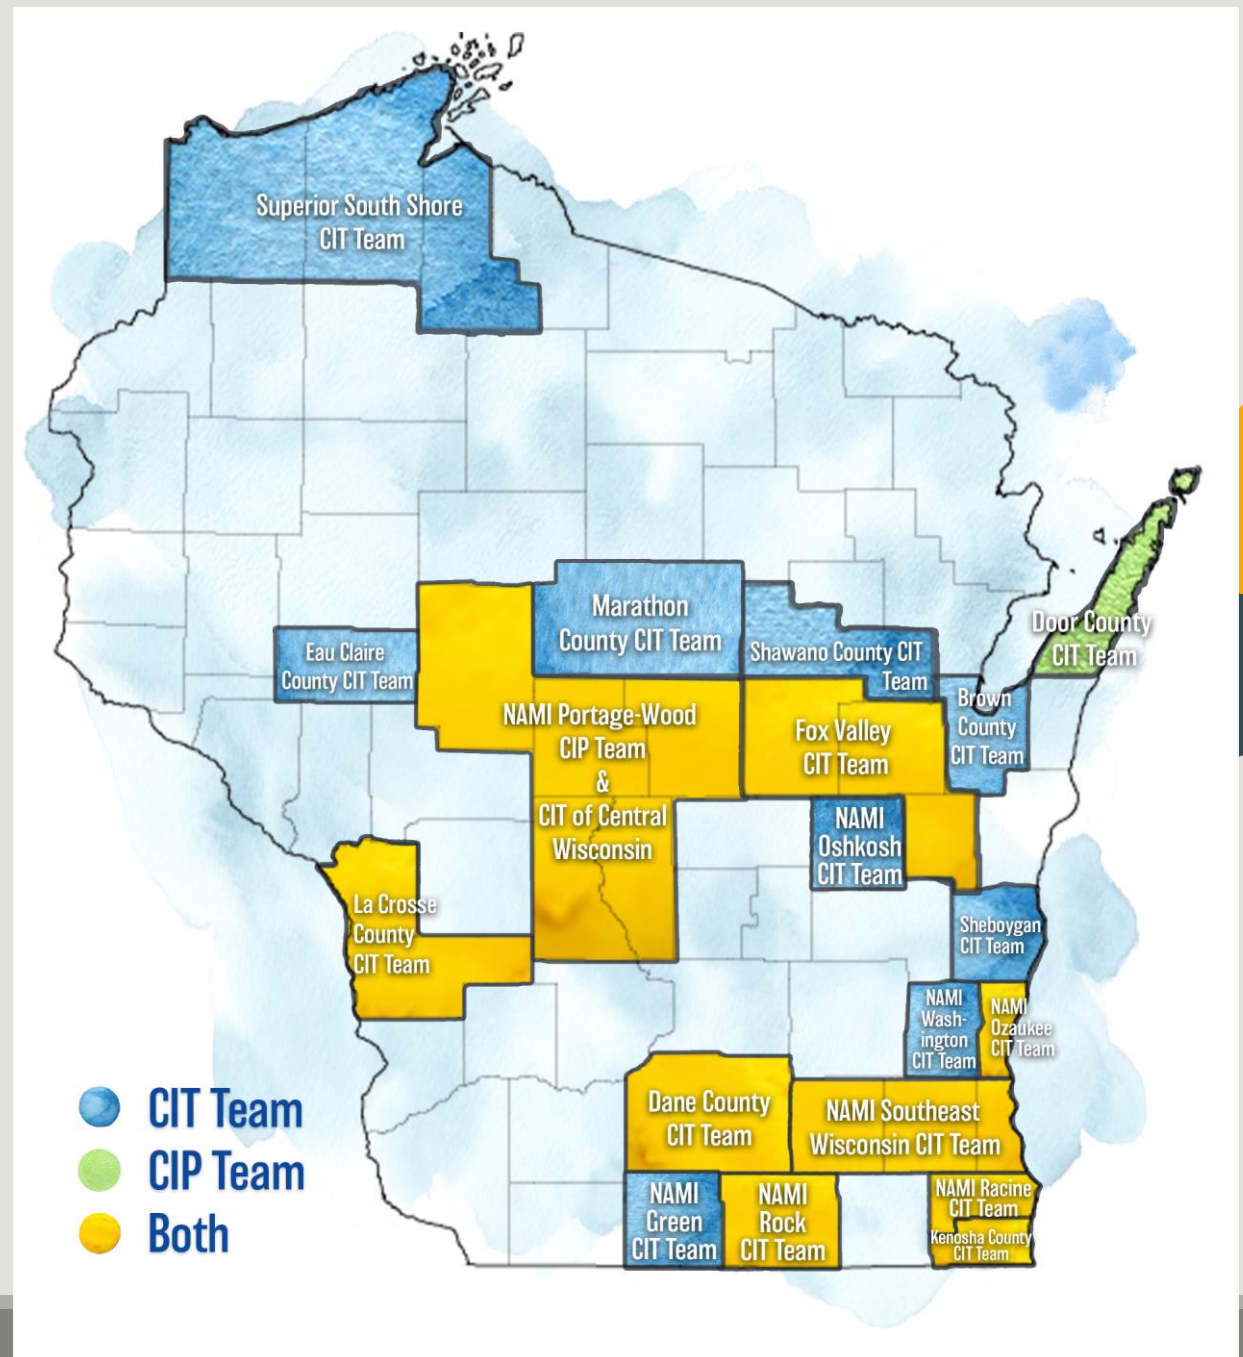 Superior South Shore
CIT Team
Marathon
County CIT Team
Eau Claire
County CIT Team
Shawano County CIT
Team
Door County
CIT Team
Brown
County
CIT Team
NAMI Portage-Wood
CIP Team
&
CIT of Central
Wisconsin
Fox Valley
CIT Team
NAMI
Oshkosh
CIT Team
La Crosse
County
CIT Team
Sheboygan
CIT Team
NAMI
Wash-
ington
CIT Team
NAMI
Ozaukee
CIT Team
Dane County
CIT Team
NAMI Southeast
Wisconsin CIT Team
NAMI
Green
CIT Team
NAMI
Rock
CIT Team
NAMI Racine
CIT Team
Kenosha County
CIT Team
CIT Team
CIP Team
Both